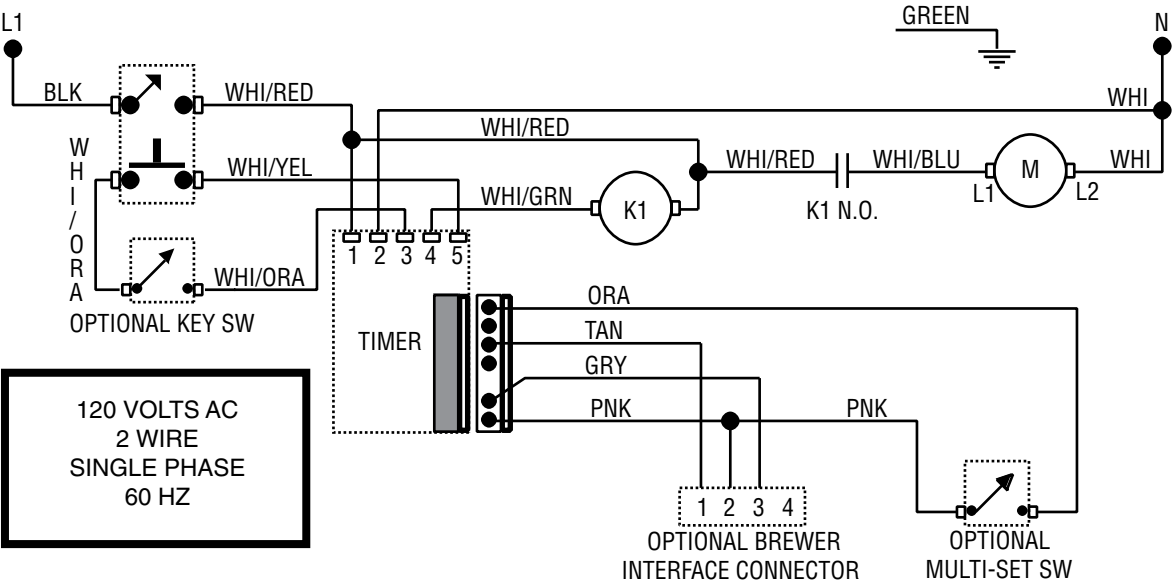 L1
GREEN
N
BLK
WHI/RED
WHI
WHI/RED
WHI/ORA
WHI/YEL
WHI/RED
WHI/BLU
M
WHI
L1
L2
WHI/GRN
K1
K1 N.O.
1 2 3 4 5
WHI/ORA
OPTIONAL KEY SW
TIMER
ORA
TAN
GRY
PNK
PNK
120 VOLTS AC
2 WIRE
SINGLE PHASE
60 HZ
1 2 3 4
OPTIONAL BREWER
INTERFACE CONNECTOR
OPTIONAL
MULTI-SET SW